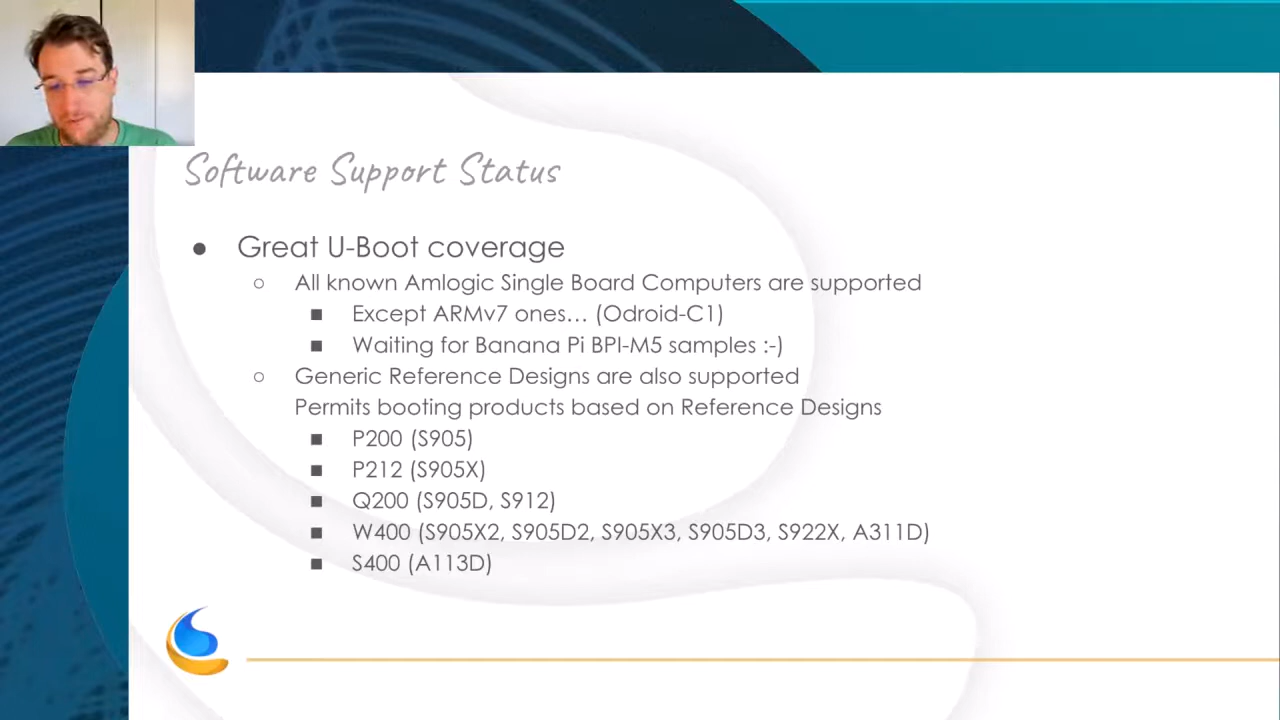 Software Support Status
● Great U-Boot coverage
○ All known Amlogic Single Board Computers are supported
■ Except ARMv7 ones… (Odroid-C1)
■ Waiting for Banana Pi BPI-M5 samples :-)
○ Generic Reference Designs are also supported
Permits booting products based on Reference Designs
■ P200 (S905)
■ P212 (S905X)
■ Q200 (S905D, S912)
■ W400 (S905X2, S905D2, S905X3, S905D3, S922X, A311D)
■ S400 (A113D)